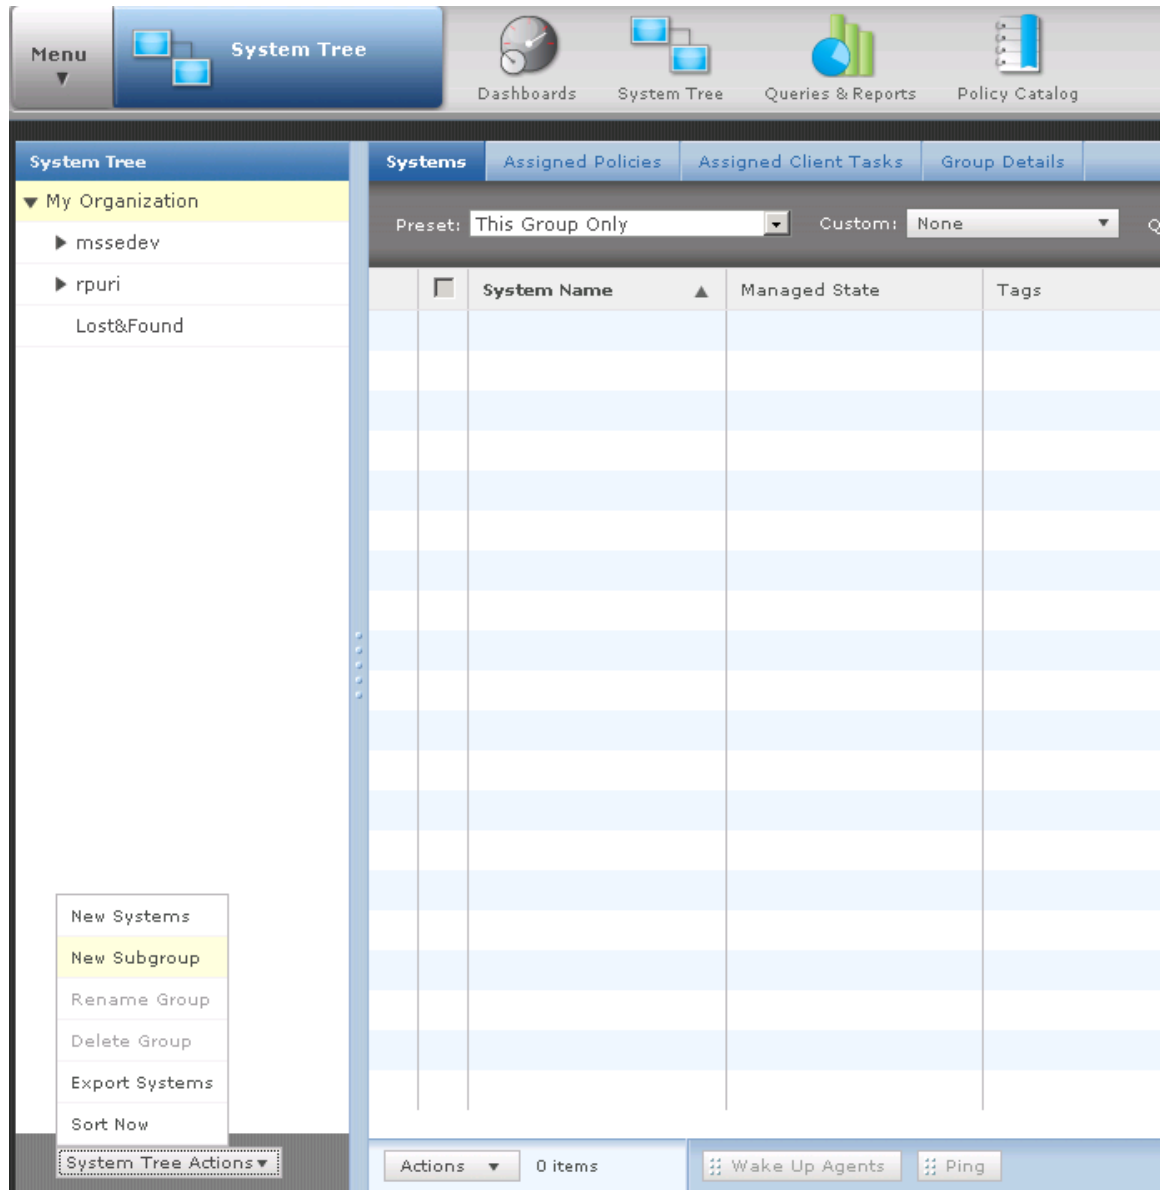 Menu
System Tree
Dashboards
System Tree
Queries & Reports
Policy Catalog
System Tree
My Organization
mssedev
rpuri
Lost&Found
Systems
Assigned Policies
Assigned Client Tasks
Group Details
Preset: This Group Only
Custom: None
System Name
Managed State
Tags
New Systems
New Subgroup
Rename Group
Delete Group
Export Systems
Sort Now
System Tree Actions
Actions
0 items
Wake Up Agents
Ping